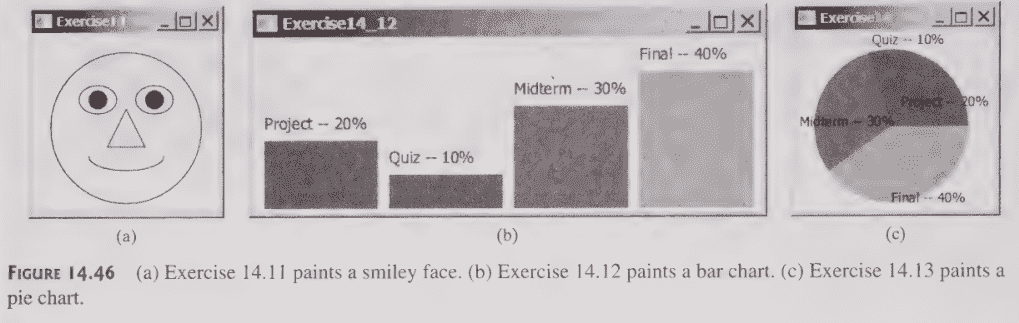 Exercise14_12
Quiz -- 10%
Final -- 40%
Midterm -- 30%
Project -- 20%
Quiz -- 10%
Project -- 20%
Midterm -- 30%
Final -- 40%
(a)
(b)
(c)
FIGURE 14.46 (a) Exercise 14.11 paints a smiley face. (b) Exercise 14.12 paints a bar chart. (c) Exercise 14.13 paints a
pie chart.